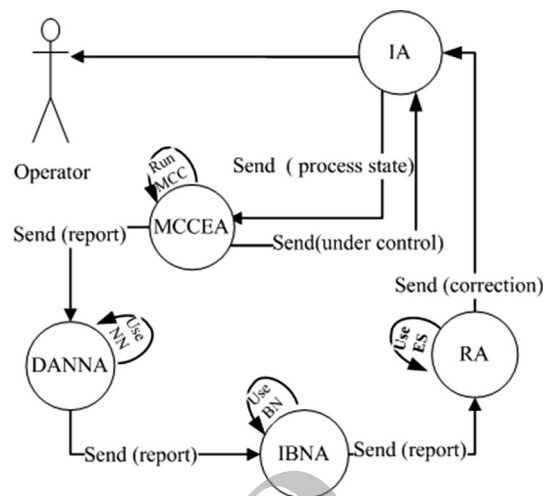 IA
Operator
Send ( process state)
Run
MCC
MCCEA
Send (report)
Send(under control)
Send (correction)
Use
NN
DANNA
Use
ES
RA
Use
BN
Send (report)
IBNA
Send (report)